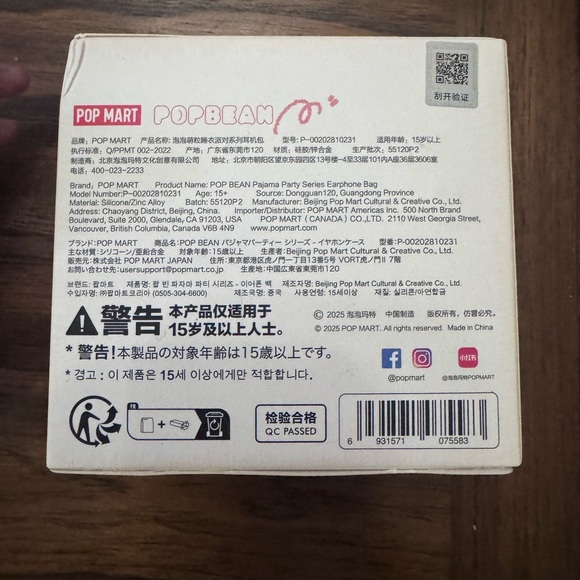 POP MART POPBEAN
刮开验证
品牌：POP MART 产品名称：泡泡萌粒睡衣派对系列耳机包 型号：P-00202810231 适用年龄：15岁以上
执行标准：Q/PPMT 002-2022 产地：广东省东莞市120 材质：硅胶/锌合金 生产批次：55120P2
制造商：北京泡泡玛特文化创意有限公司 地址：北京市朝阳区望京东园四区13号楼-4至33层101内A座36层3606室
电话：400-023-2233
Brand：POP MART Product Name: POP BEAN Pajama Party Series Earphone Bag
Model Number:P-00202810231 Age: 15+ Source: Dongguan120, Guangdong Province
Material: Silicone/Zinc Alloy Batch: 55120P2 Manufacturer: Beijing Pop Mart Cultural & Creative Co., Ltd.
Address: Chaoyang District, Beijing, China. Importer/Distributor: POP MART Americas Inc. 500 North Brand
Boulevard, Suite 2000, Glendale, CA 91203, USA POP MART ( CANADA ) CO., LTD. 2110 West Georgia Street,
Vancouver, British Columbia, Canada V6B 4N9 www.popmart.com
ブランド：POP MART 商品名：POP BEAN パジャマパーティー シリーズ - イヤホンケース 型番：P-00202810231
主な材質：シリコーン/亜鉛合金 対象年齢：15歳以上 生産者：Beijing Pop Mart Cultural & Creative Co., Ltd.
販売元：株式会社 POP MART JAPAN 住所：東京都港区虎ノ門一丁目13番5号 VORT虎ノ門Ⅱ 7階
お問い合わせ先：usersupport@popmart.co.jp 生産地：中国広東省東莞120
브랜드：팝마트 제품명：팝 빈 파자마 파티 시리즈 - 이어폰 백 제조자명：Beijing Pop Mart Cultural & Creative Co., Ltd.
수입자명：㈜팝마트코리아 (0505-304-6600) 제조국명：중국 사용연령：15세이상 재질：실리콘/아연합금
警告 本产品仅适用于
15岁及以上人士。
© 2025 泡泡玛特 中国制造 版权所有，仿冒必究。
© 2025 POP MART. All rights reserved. Made in China
* 警告！本製品の対象年齢は15歳以上です。
* 경고 : 이 제품은 15세 이상에게만 적합합니다.
小红书
@popmart @泡泡玛特POPMART
FR
+
检验合格
QC PASSED
6 931571 075583